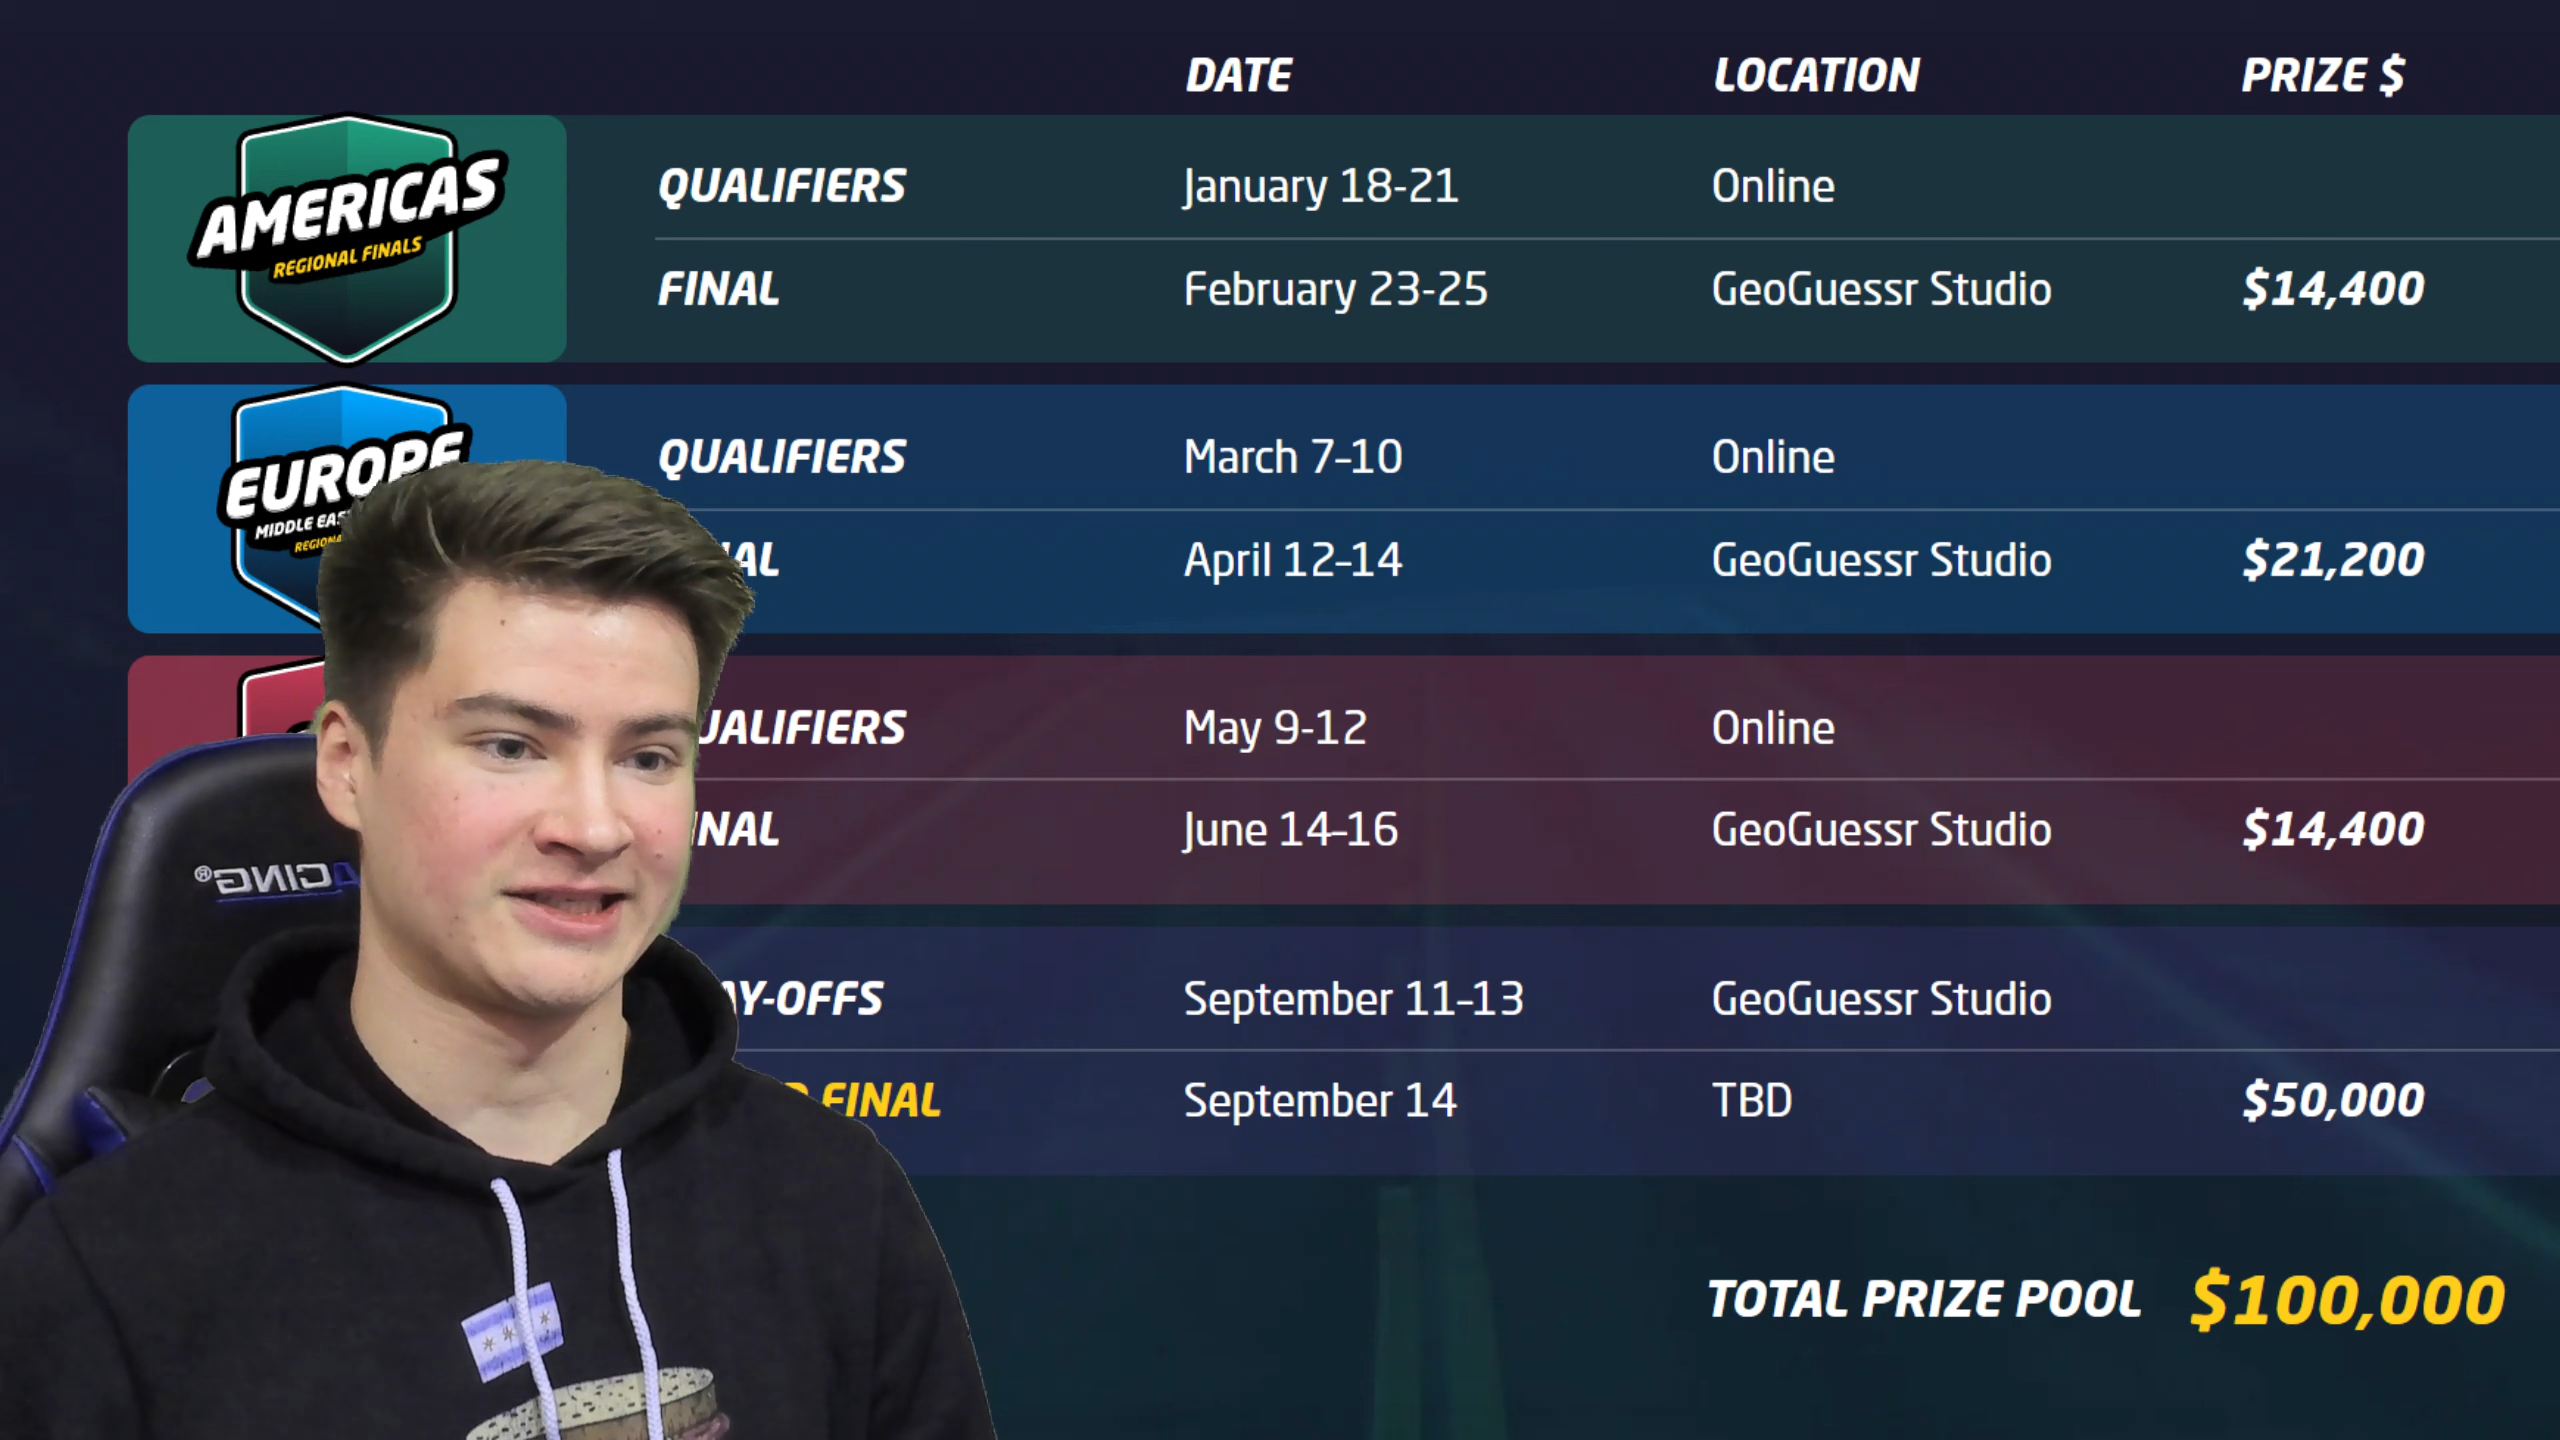 DATE LOCATION PRIZE $
AMERICAS
REGIONAL FINALS
QUALIFIERS January 18-21 Online
FINAL February 23-25 GeoGuessr Studio $14,400
EUROPE
MIDDLE
QUALIFIERS March 7-10 Online
April 12-14 GeoGuessr Studio $21,200
May 9-12 Online
June 14-16 GeoGuessr Studio $14,400
September 11-13 GeoGuessr Studio
FINAL September 14 TBD $50,000
TOTAL PRIZE POOL $100,000